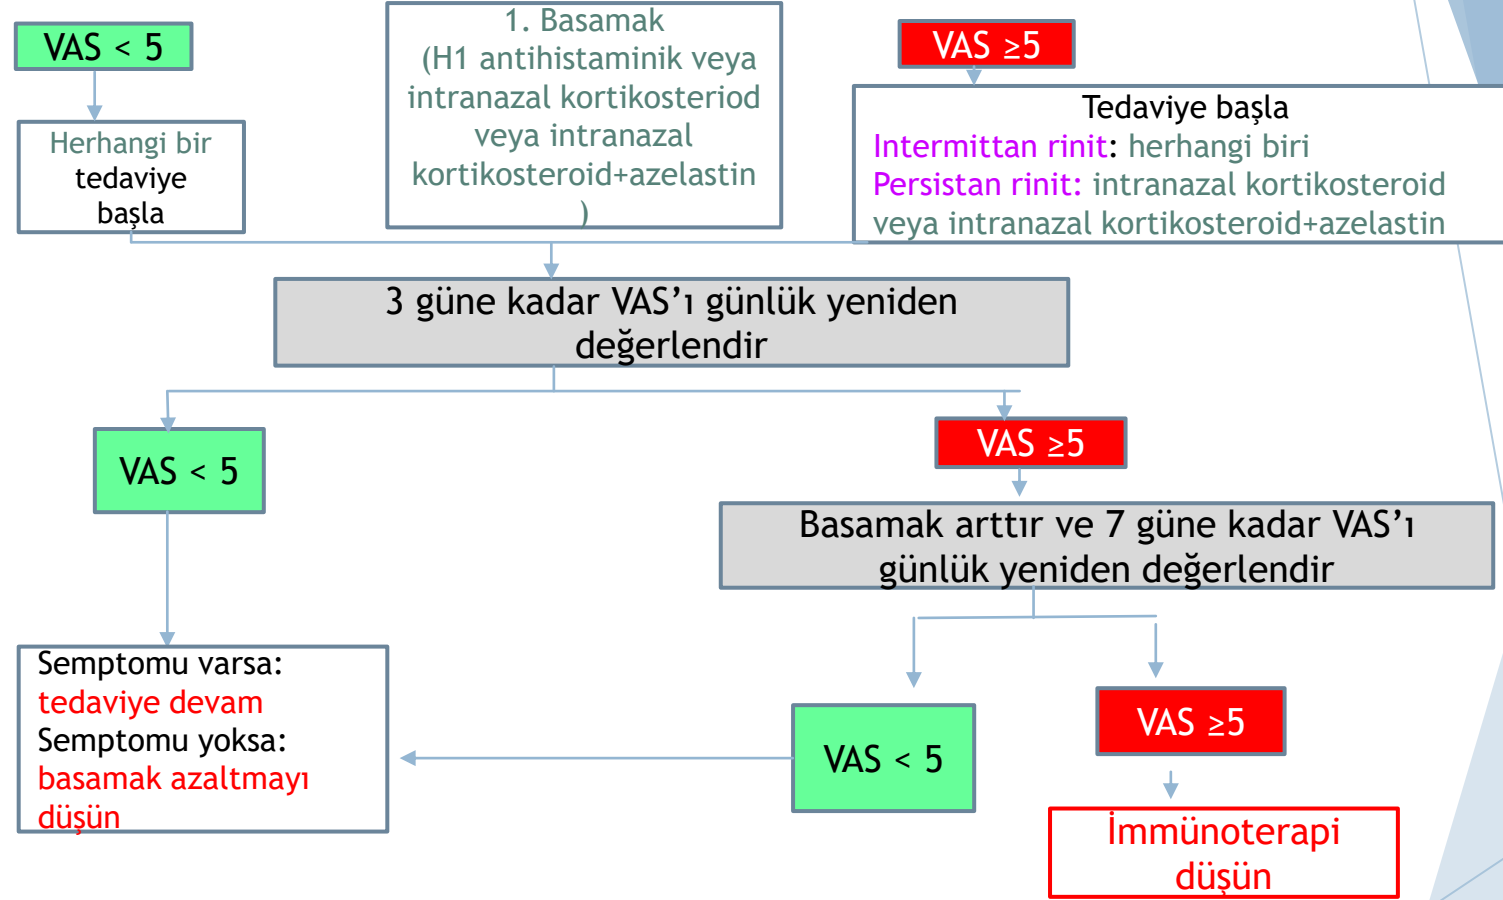 VAS < 5
Herhangi bir
tedaviye
başla
1. Basamak
(H1 antihistaminik veya
intranazal kortikosteriod
veya intranazal
kortikosteroid+azelastin
)
VAS ≥5
Tedaviye başla
Intermittan rinit: herhangi biri
Persistan rinit: intranazal kortikosteroid
veya intranazal kortikosteroid+azelastin
3 güne kadar VAS’ı günlük yeniden
değerlendir
VAS < 5
VAS ≥5
Basamak arttır ve 7 güne kadar VAS’ı
günlük yeniden değerlendir
Semptomu varsa:
tedaviye devam
Semptomu yoksa:
basamak azaltmayı
düşün
VAS < 5
VAS ≥5
İmmünoterapi
düşün